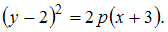 (y − 2)² = 2p(x + 3).